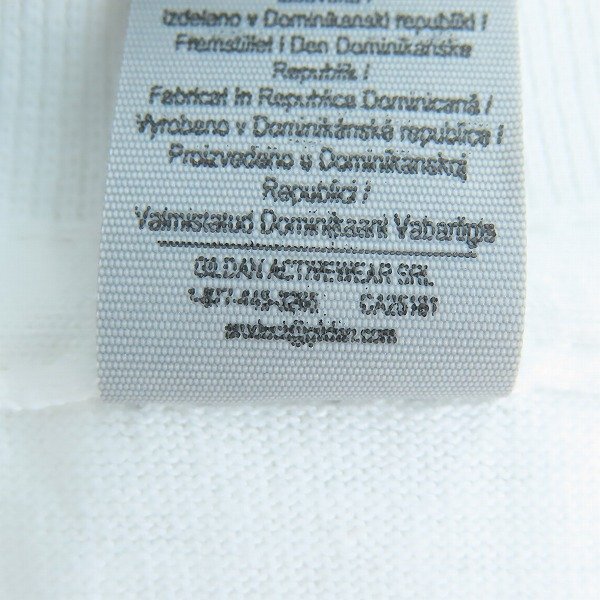 Izdelano v Dominikanski republiki /
Fremstillet i Den Dominikanske
Republik /
Fabricat în Republica Dominicană /
Vyrobeno v Dominikánské republice /
Proizvedeno u Dominikanskoj
Republici /
Valmistatud Dominikaani Vabariigis
GILDAN ACTIVEWEAR SRL
CA25181